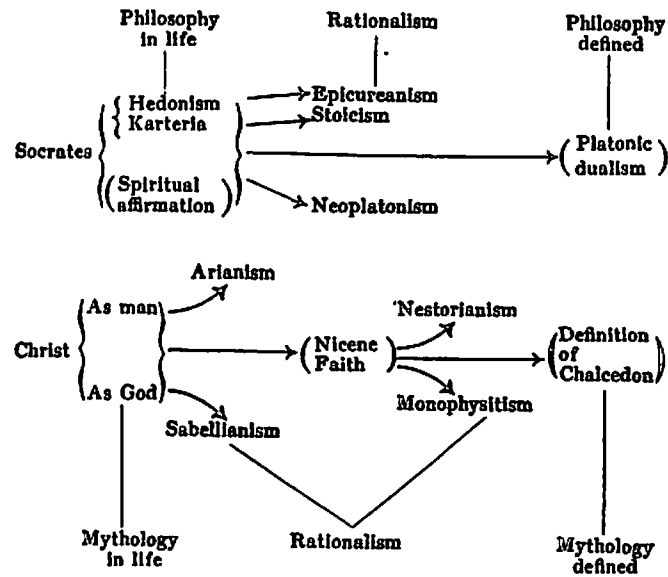 Philosophy
in life
Rationalism
Philosophy
defined
Socrates
Hedonism
Karteria
(Spiritual
affirmation)
Epicureanism
Stoicism
Neoplatonism
(Platonic
dualism)
Arianism
Christ
As man
As God
Sabellianism
(Nicene
Faith)
'Nestorianism
Monophysitism
(Definition
of
Chalcedon)
Mythology
in life
Rationalism
Mythology
defined